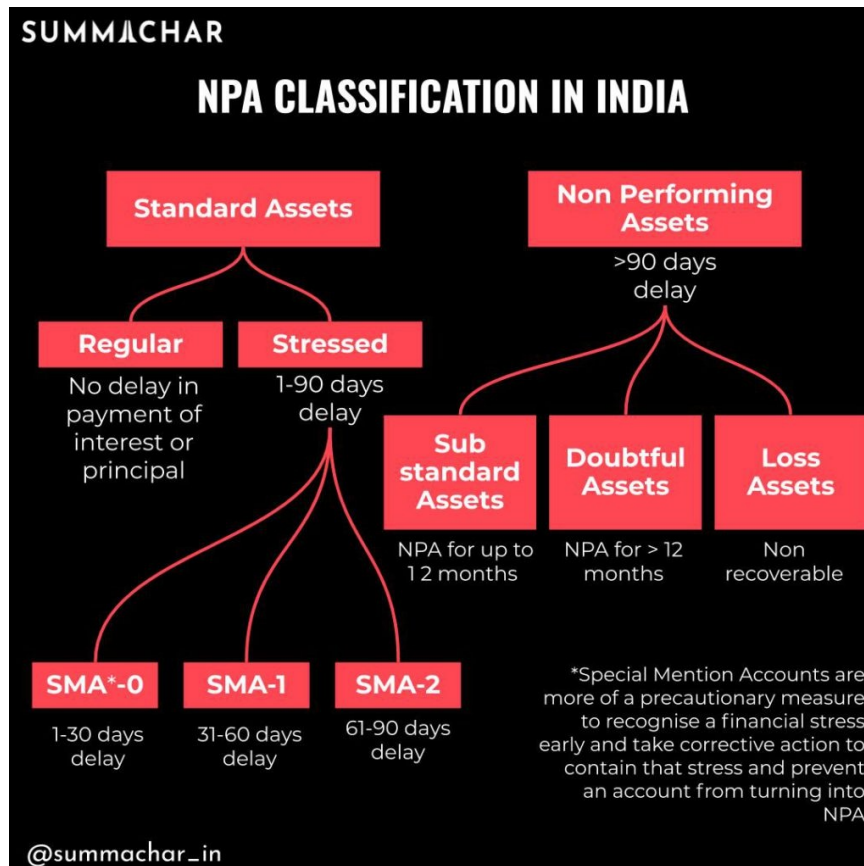 SUMMACHAR
NPA CLASSIFICATION IN INDIA
Standard Assets
Regular
No delay in
payment of
interest or
principal
Stressed
1-90 days
delay
SMA*-0
1-30 days
delay
SMA-1
31-60 days
delay
SMA-2
61-90 days
delay
Non Performing
Assets
>90 days
delay
Sub
standard
Assets
NPA for up to
1 2 months
Doubtful
Assets
NPA for > 12
months
Loss
Assets
Non
recoverable
*Special Mention Accounts are
more of a precautionary measure
to recognise a financial stress
early and take corrective action to
contain that stress and prevent
an account from turning into
NPA
@summachar_in